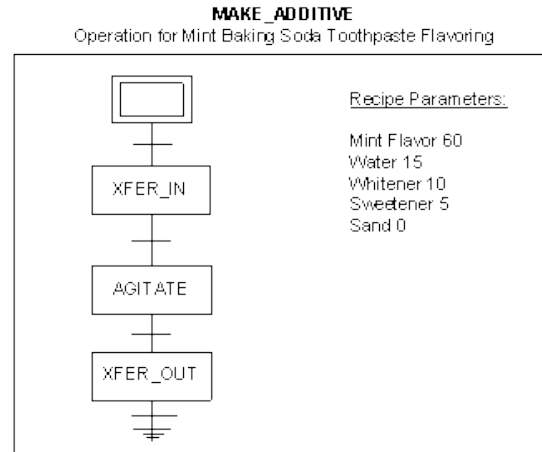 MAKE_ADDITIVE
Operation for Mint Baking Soda Toothpaste Flavoring
Recipe Parameters:
Mint Flavor 60
Water 15
Whitener 10
Sweetener 5
Sand 0
XFER_IN
AGITATE
XFER_OUT